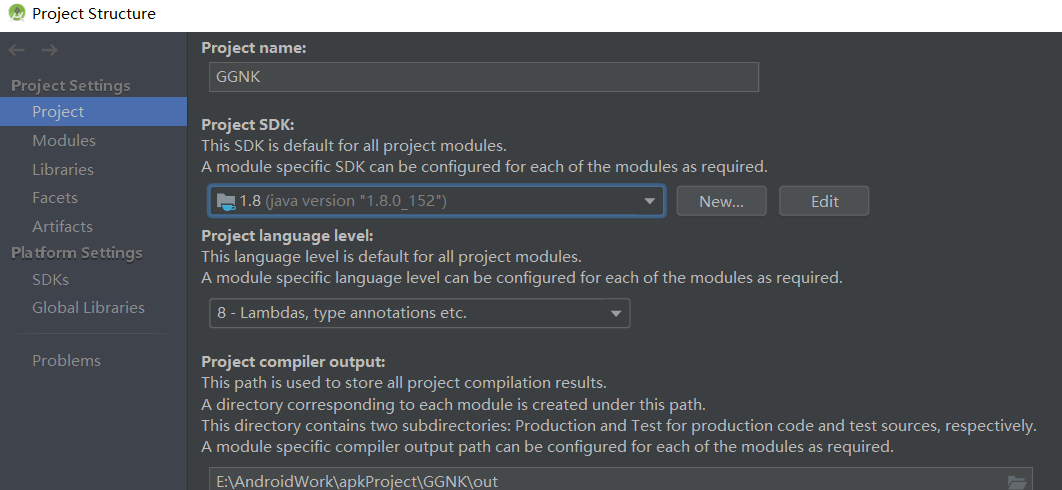 Project Structure
Project Settings
Project
Modules
Libraries
Facets
Artifacts
Platform Settings
SDKs
Global Libraries
Problems
Project name:
GGNK
Project SDK:
This SDK is default for all project modules.
A module specific SDK can be configured for each of the modules as required.
1.8 (java version "1.8.0_152")
New...
Edit
Project language level:
This language level is default for all project modules.
A module specific language level can be configured for each of the modules as required.
8 - Lambdas, type annotations etc.
Project compiler output:
This path is used to store all project compilation results.
A directory corresponding to each module is created under this path.
This directory contains two subdirectories: Production and Test for production code and test sources, respectively.
A module specific compiler output path can be configured for each of the modules as required.
E:\AndroidWork\apkProject\GGNK\out